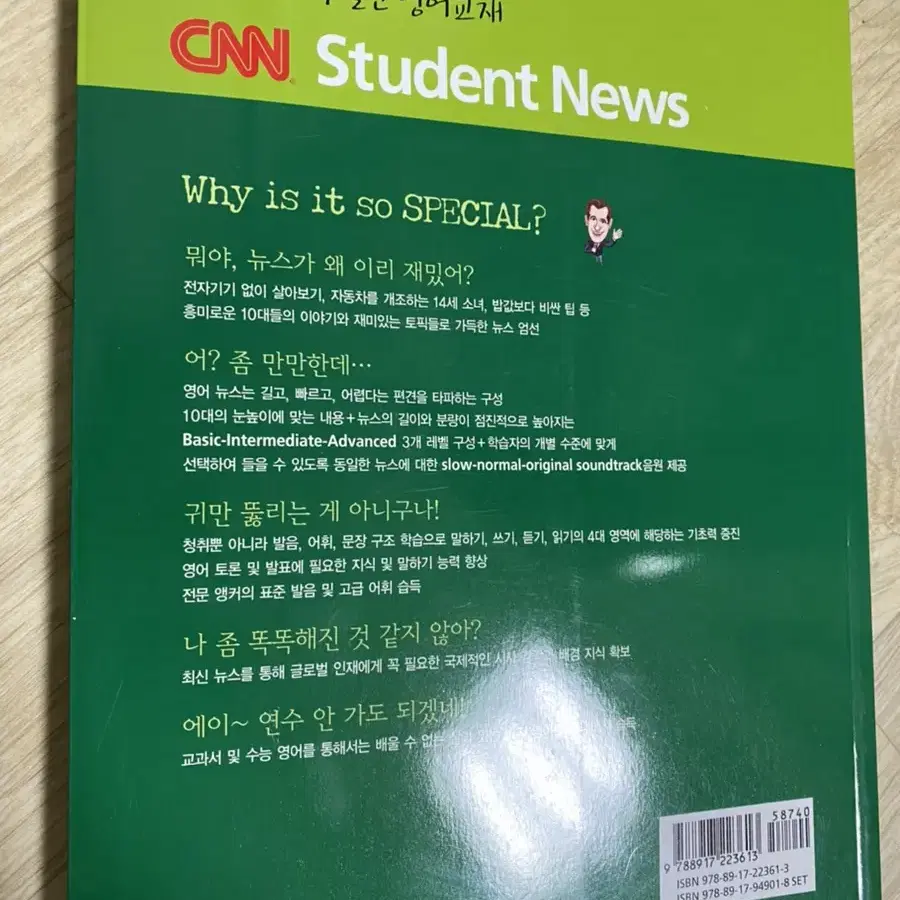 영어교재
CNN Student News
Why is it so SPECIAL?
뭐야, 뉴스가 왜 이리 재밌어?
전자기기 없이 살아보기, 자동차를 개조하는 14세 소녀, 밥값보다 비싼 팁 등
흥미로운 10대들의 이야기와 재미있는 토픽들로 가득한 뉴스 엄선
어? 좀 만만한데…
영어 뉴스는 길고, 빠르고, 어렵다는 편견을 타파하는 구성
10대의 눈높이에 맞는 내용+뉴스의 길이와 분량이 점진적으로 높아지는
Basic-Intermediate-Advanced 3개 레벨 구성+학습자의 개별 수준에 맞게
선택하여 들을 수 있도록 동일한 뉴스에 대한 slow-normal-original soundtrack음원 제공
귀만 뚫리는 게 아니구나!
청취뿐 아니라 발음, 어휘, 문장 구조 학습으로 말하기, 쓰기, 듣기, 읽기의 4대 영역에 해당하는 기초력 증진
영어 토론 및 발표에 필요한 지식 및 말하기 능력 향상
전문 앵커의 표준 발음 및 고급 어휘 습득
나 좀 똑똑해진 것 같지 않아?
최신 뉴스를 통해 글로벌 인재에게 꼭 필요한 국제적인 시사 배경 지식 확보
에이~ 연수 안 가도 되겠네!
교과서 및 수능 영어를 통해서는 배울 수 없는 습득
58740
9 788917 223613
ISBN 978-89-17-22361-3
ISBN 978-89-17-94901-8 SET